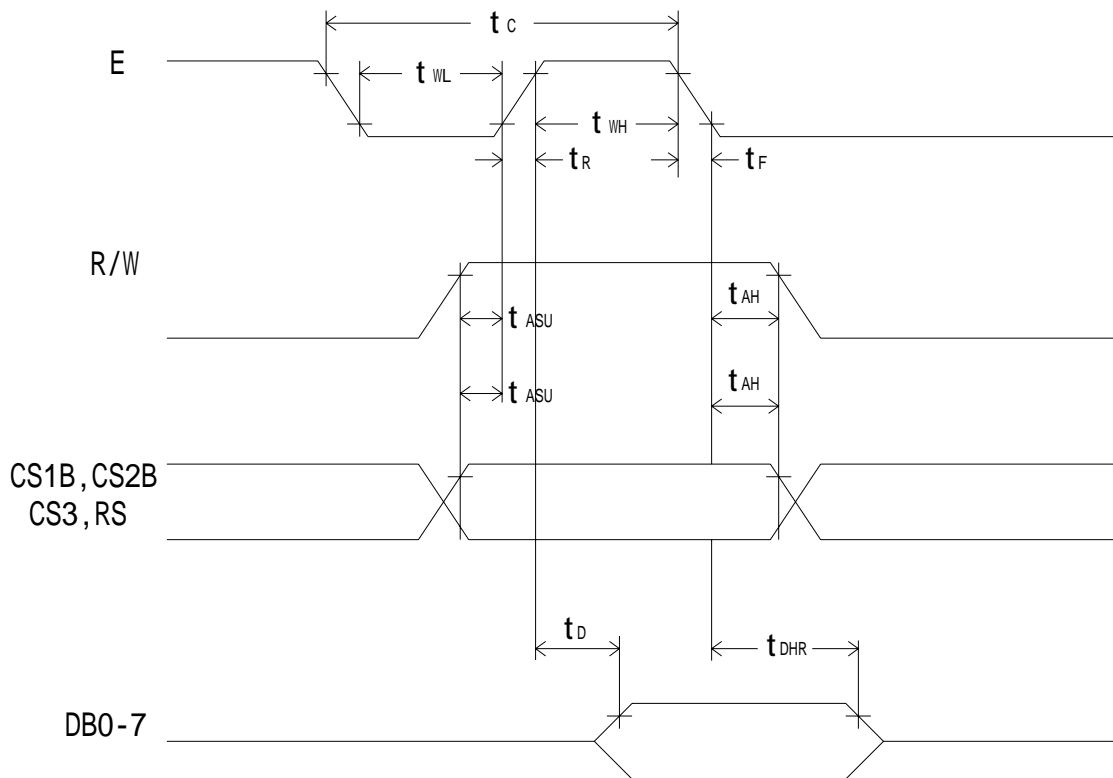 t C
E
t WL
t WH
t R
t F
R/W
t AH
t ASU
t AH
t ASU
CS1B,CS2B
CS3,RS
t D
t DHR
DB0-7